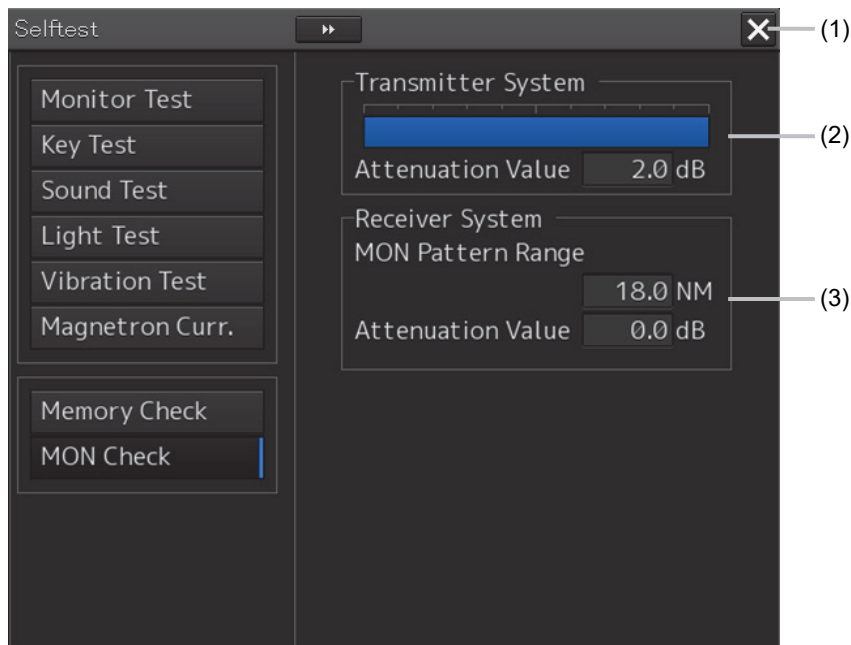 Selftest
(1)
Monitor Test
Key Test
Sound Test
Light Test
Vibration Test
Magnetron Curr.
Memory Check
MON Check
Transmitter System
(2)
Attenuation Value 2.0 dB
Receiver System
MON Pattern Range
18.0 NM
(3)
Attenuation Value 0.0 dB